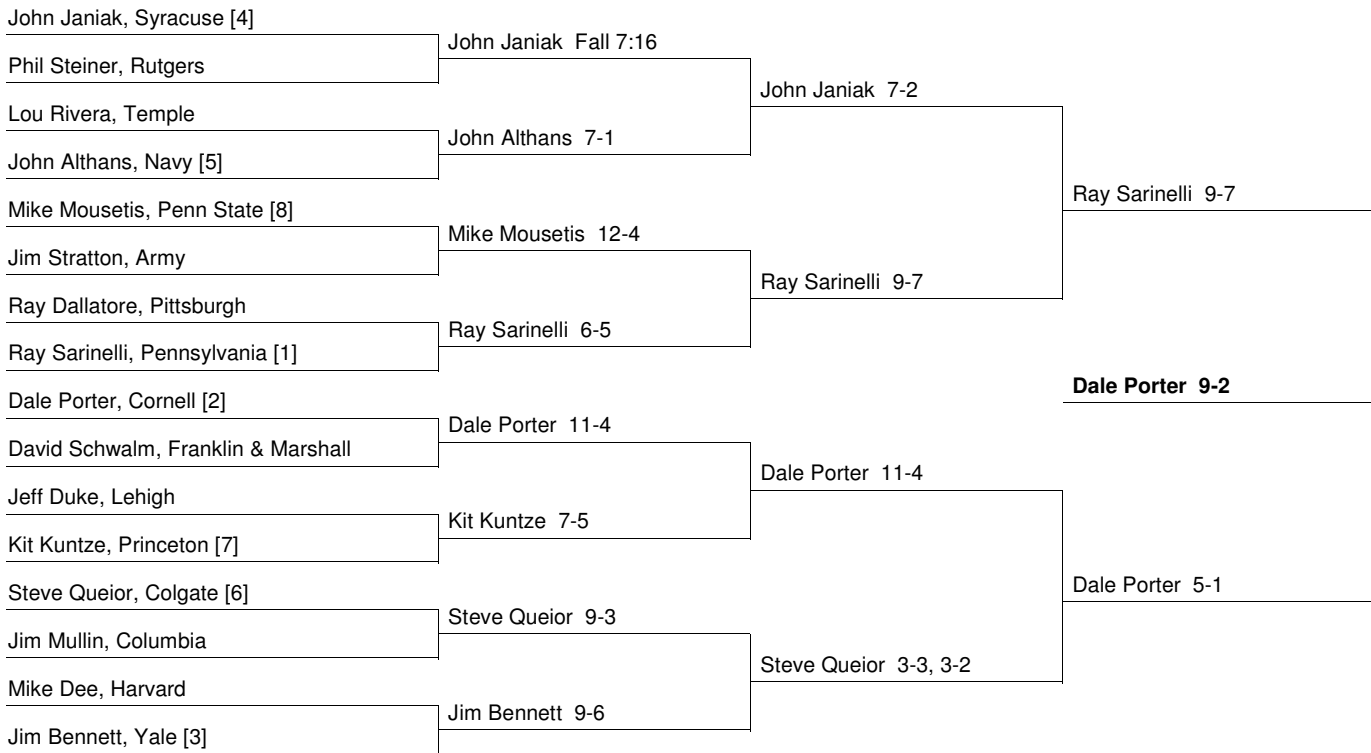 John Janiak, Syracuse [4]
Phil Steiner, Rutgers
Lou Rivera, Temple
John Althans, Navy [5]
Mike Mousetis, Penn State [8]
Jim Stratton, Army
Ray Dallatore, Pittsburgh
Ray Sarinelli, Pennsylvania [1]
Dale Porter, Cornell [2]
David Schwalm, Franklin & Marshall
Jeff Duke, Lehigh
Kit Kuntze, Princeton [7]
Steve Queior, Colgate [6]
Jim Mullin, Columbia
Mike Dee, Harvard
Jim Bennett, Yale [3]
John Janiak Fall 7:16
John Althans 7-1
Mike Mousetis 12-4
Ray Sarinelli 6-5
Dale Porter 11-4
Kit Kuntze 7-5
Steve Queior 9-3
Jim Bennett 9-6
John Janiak 7-2
Ray Sarinelli 9-7
Dale Porter 11-4
Steve Queior 3-3, 3-2
Ray Sarinelli 9-7
Dale Porter 9-2
Dale Porter 5-1